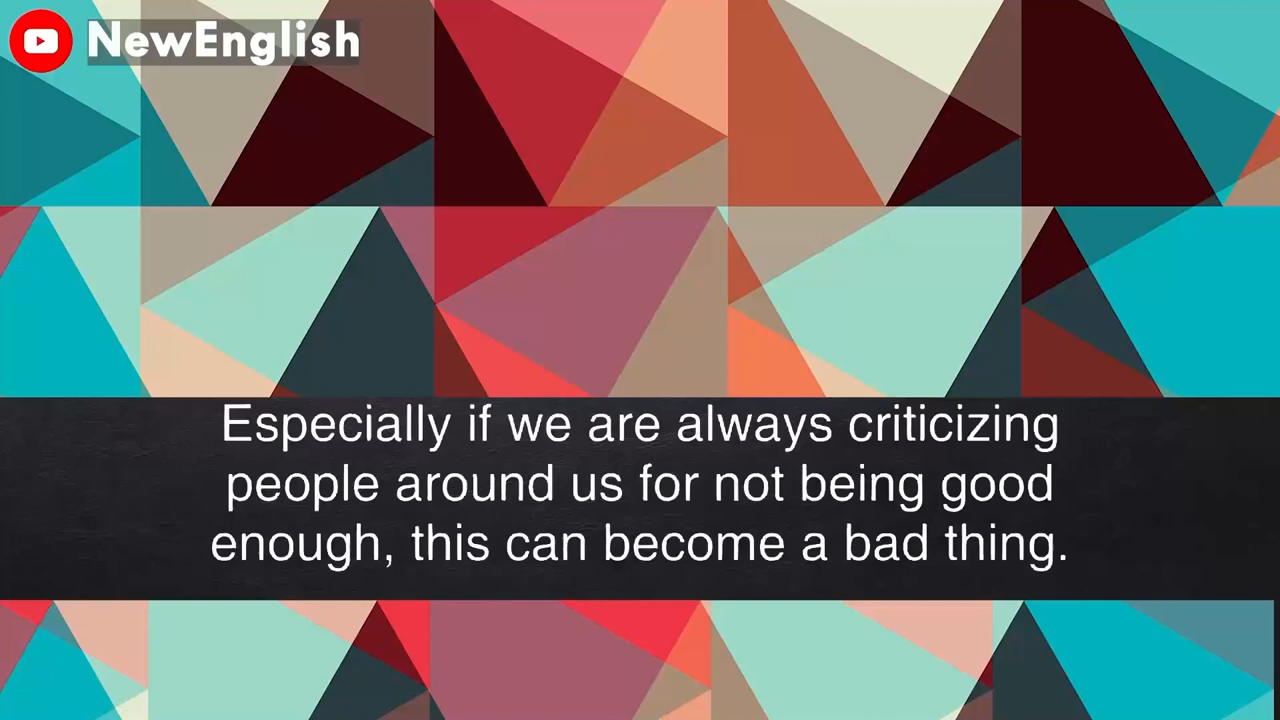 NewEnglish
Especially if we are always criticizing
people around us for not being good
enough, this can become a bad thing.